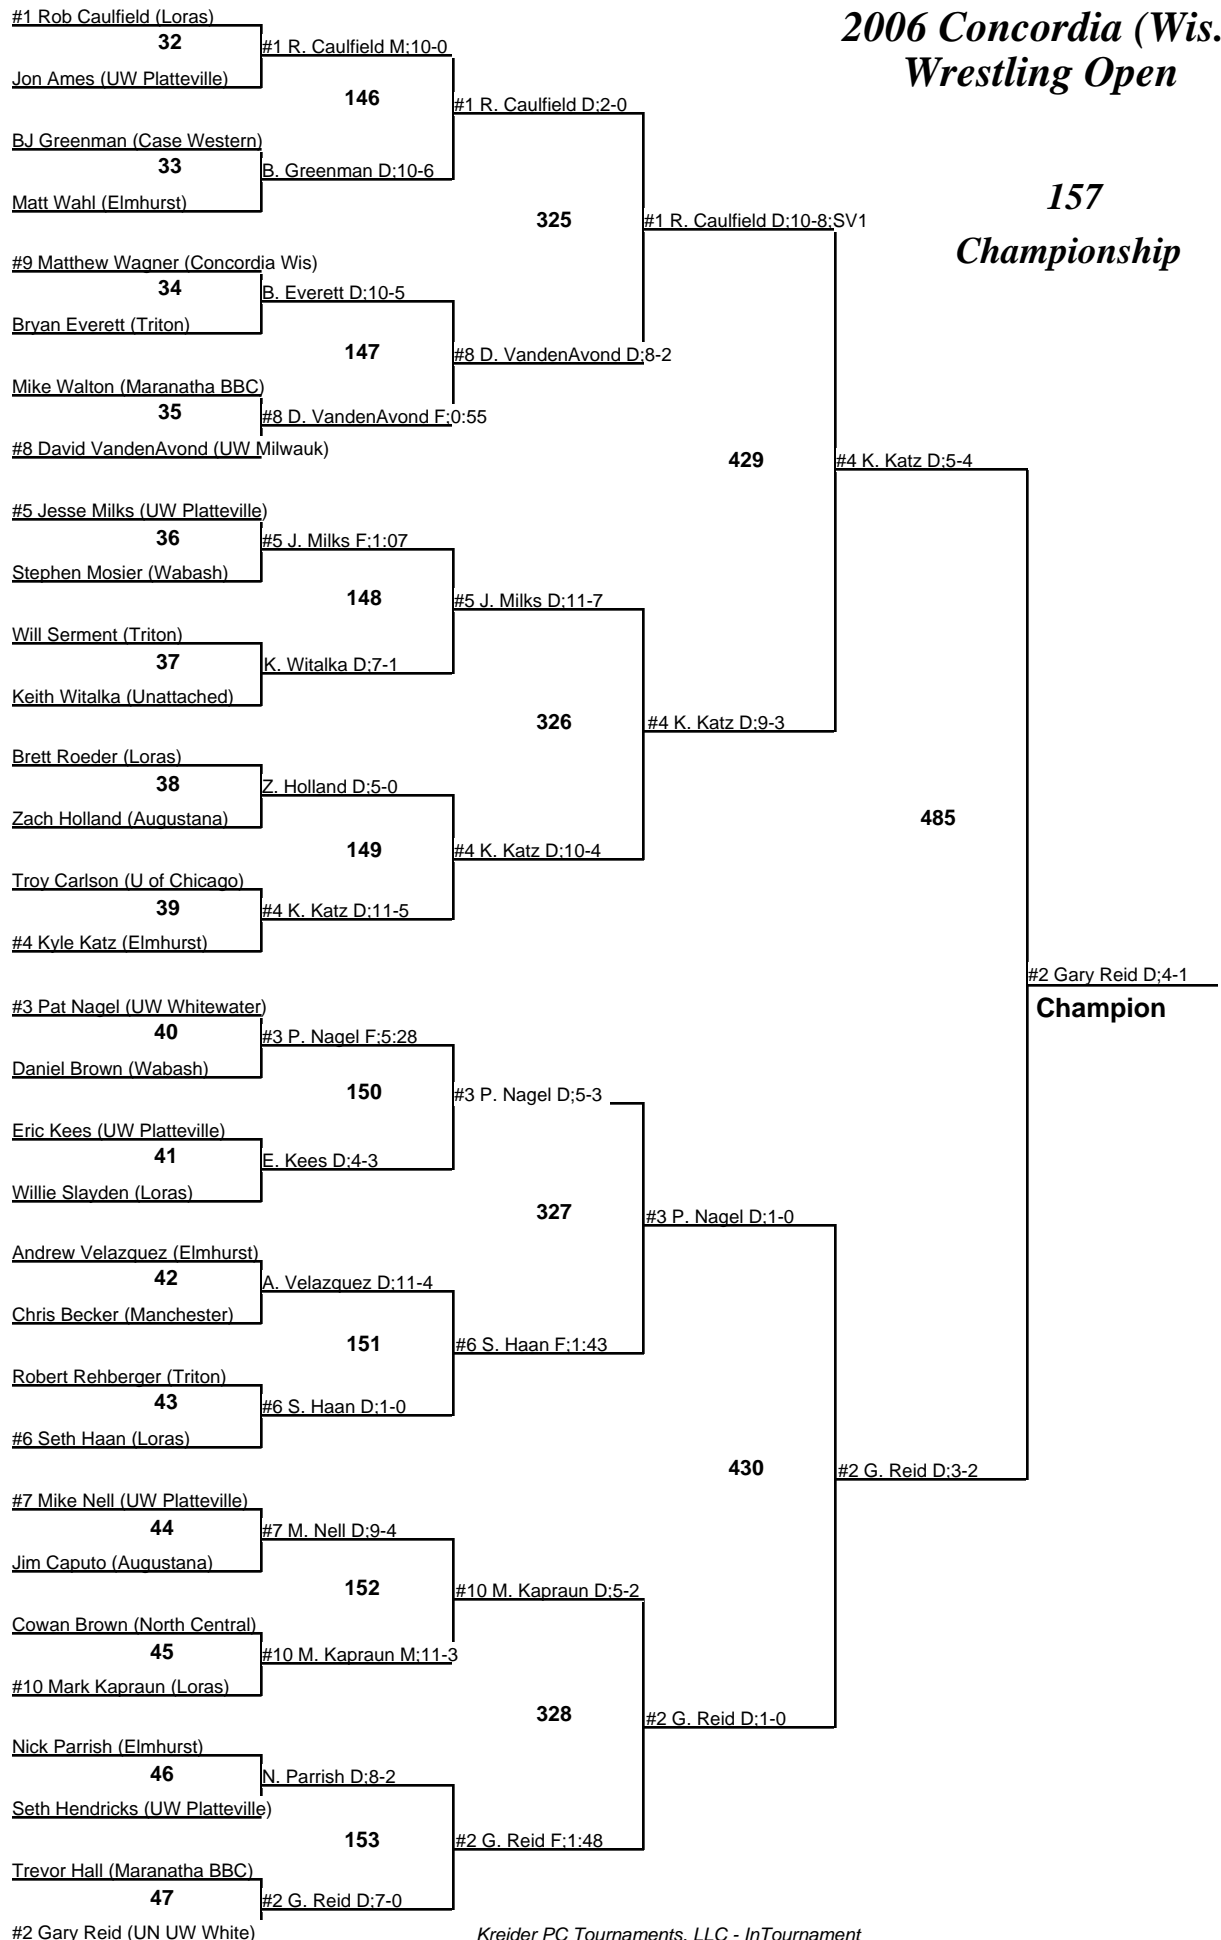 2006 Concordia (Wis.
Wrestling Open
157
Championship
#1 Rob Caulfield (Loras)
32
Jon Ames (UW Platteville)
#1 R. Caulfield M;10-0
146
BJ Greenman (Case Western)
33
Matt Wahl (Elmhurst)
B. Greenman D;10-6
#1 R. Caulfield D;2-0
325
#9 Matthew Wagner (Concordia Wis)
34
Bryan Everett (Triton)
B. Everett D;10-5
147
Mike Walton (Maranatha BBC)
35
#8 David VandenAvond (UW Milwauk)
#8 D. VandenAvond F;0:55
#8 D. VandenAvond D;8-2
#1 R. Caulfield D;10-8;SV1
429
#5 Jesse Milks (UW Platteville)
36
Stephen Mosier (Wabash)
#5 J. Milks F;1:07
148
Will Serment (Triton)
37
Keith Witalka (Unattached)
K. Witalka D;7-1
#5 J. Milks D;11-7
326
Brett Roeder (Loras)
38
Zach Holland (Augustana)
Z. Holland D;5-0
149
Troy Carlson (U of Chicago)
39
#4 Kyle Katz (Elmhurst)
#4 K. Katz D;11-5
#4 K. Katz D;10-4
#4 K. Katz D;9-3
#4 K. Katz D;5-4
485
#2 Gary Reid D;4-1
Champion
#3 Pat Nagel (UW Whitewater)
40
Daniel Brown (Wabash)
#3 P. Nagel F;5:28
150
Eric Kees (UW Platteville)
41
Willie Slayden (Loras)
E. Kees D;4-3
#3 P. Nagel D;5-3
327
Andrew Velazquez (Elmhurst)
42
Chris Becker (Manchester)
A. Velazquez D;11-4
151
Robert Rehberger (Triton)
43
#6 Seth Haan (Loras)
#6 S. Haan D;1-0
#6 S. Haan F;1:43
#3 P. Nagel D;1-0
430
#2 G. Reid D;3-2
#7 Mike Nell (UW Platteville)
44
Jim Caputo (Augustana)
#7 M. Nell D;9-4
152
Cowan Brown (North Central)
45
#10 Mark Kapraun (Loras)
#10 M. Kapraun M;11-3
#10 M. Kapraun D;5-2
328
#2 G. Reid D;1-0
Nick Parrish (Elmhurst)
46
Seth Hendricks (UW Platteville)
N. Parrish D;8-2
153
Trevor Hall (Maranatha BBC)
47
#2 Gary Reid (UN UW White)
#2 G. Reid D;7-0
#2 G. Reid F;1:48
Kreider PC Tournaments, LLC - InTournament